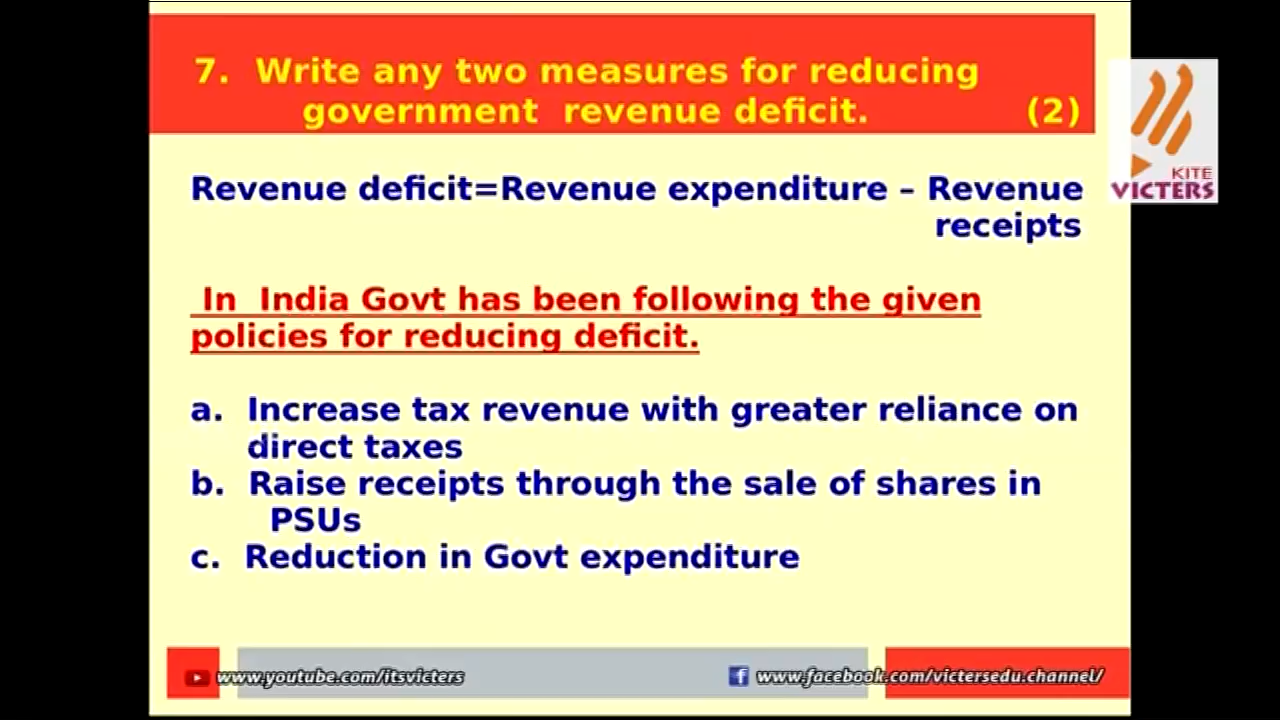 7. Write any two measures for reducing
government revenue deficit. (2)
KITE
VICTERS
Revenue deficit=Revenue expenditure – Revenue
receipts
In India Govt has been following the given
policies for reducing deficit.
a. Increase tax revenue with greater reliance on
direct taxes
b. Raise receipts through the sale of shares in
PSUs
c. Reduction in Govt expenditure
www.youtube.com/itsvicters
www.facebook.com/victersedu.channel/